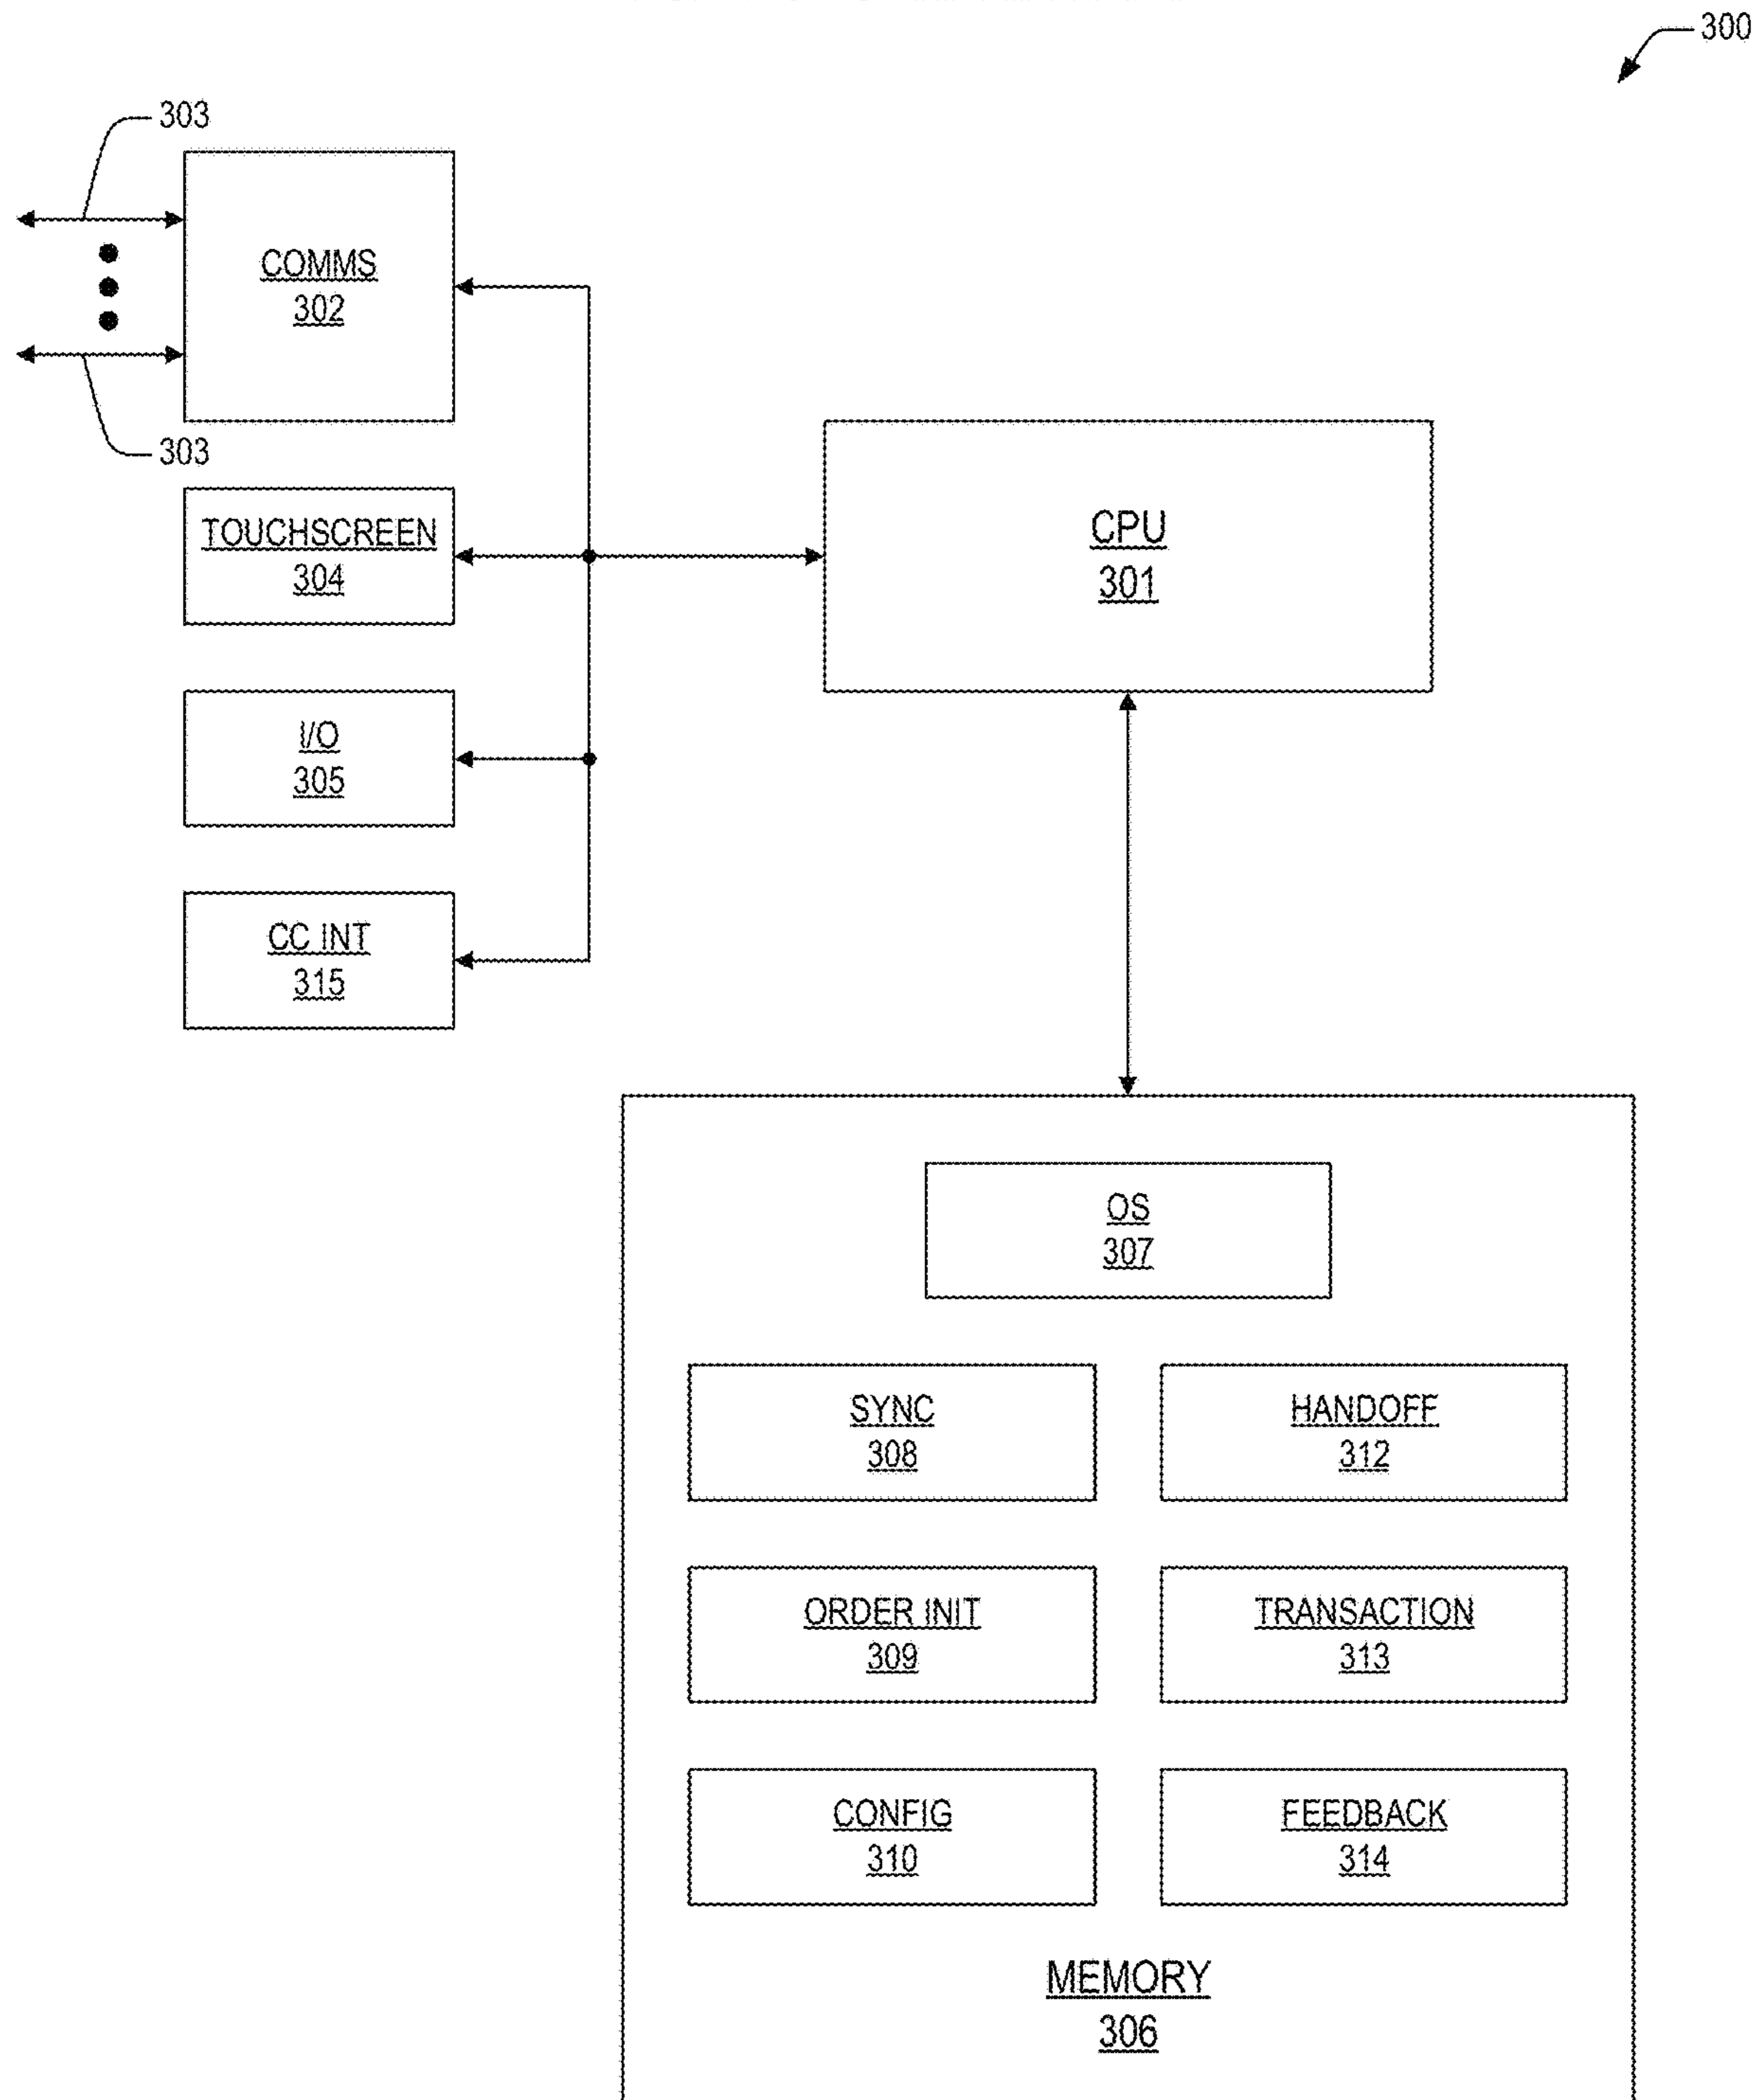 300
303
COMMS
302
303
TOUCHSCREEN
304
CPU
301
I/O
305
CC INT
315
OS
307
SYNC
308
HANDOFF
312
ORDER INIT
309
TRANSACTION
313
CONFIG
310
FEEDBACK
314
MEMORY
306